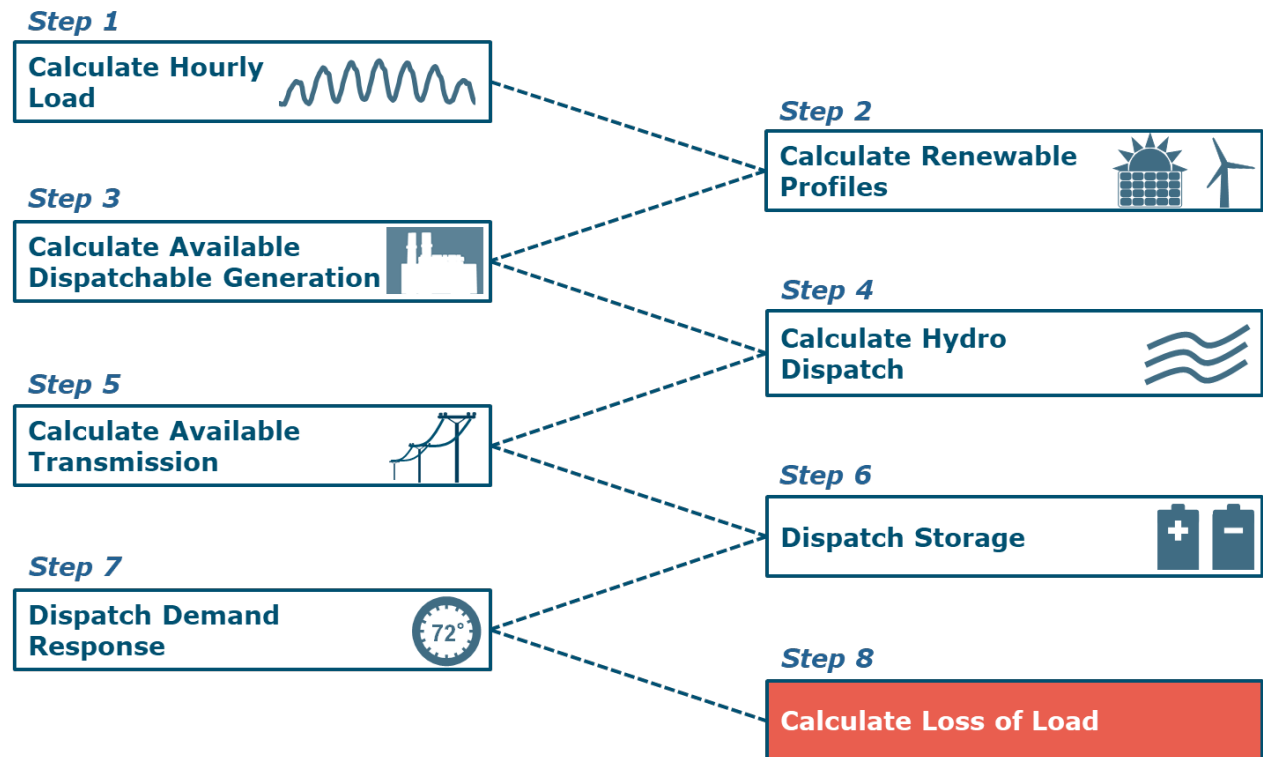 Step 1
Calculate Hourly
Load
Step 2
Calculate Renewable
Profiles
Step 3
Calculate Available
Dispatchable Generation
Step 4
Calculate Hydro
Dispatch
Step 5
Calculate Available
Transmission
Step 6
Dispatch Storage
+ −
Step 7
Dispatch Demand
Response
72°
Step 8
Calculate Loss of Load